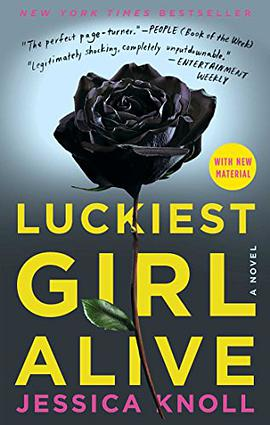 NEW YORK TIMES BESTSELLER
"The perfect page-turner." -PEOPLE (Book of the Week)
"Legitimately shocking, completely unputdownable."
-ENTERTAINMENT
WEEKLY
WITH NEW
MATERIAL
LUCKIEST
GIRL
A NOVEL
ALIVE
JESSICA KNOLL